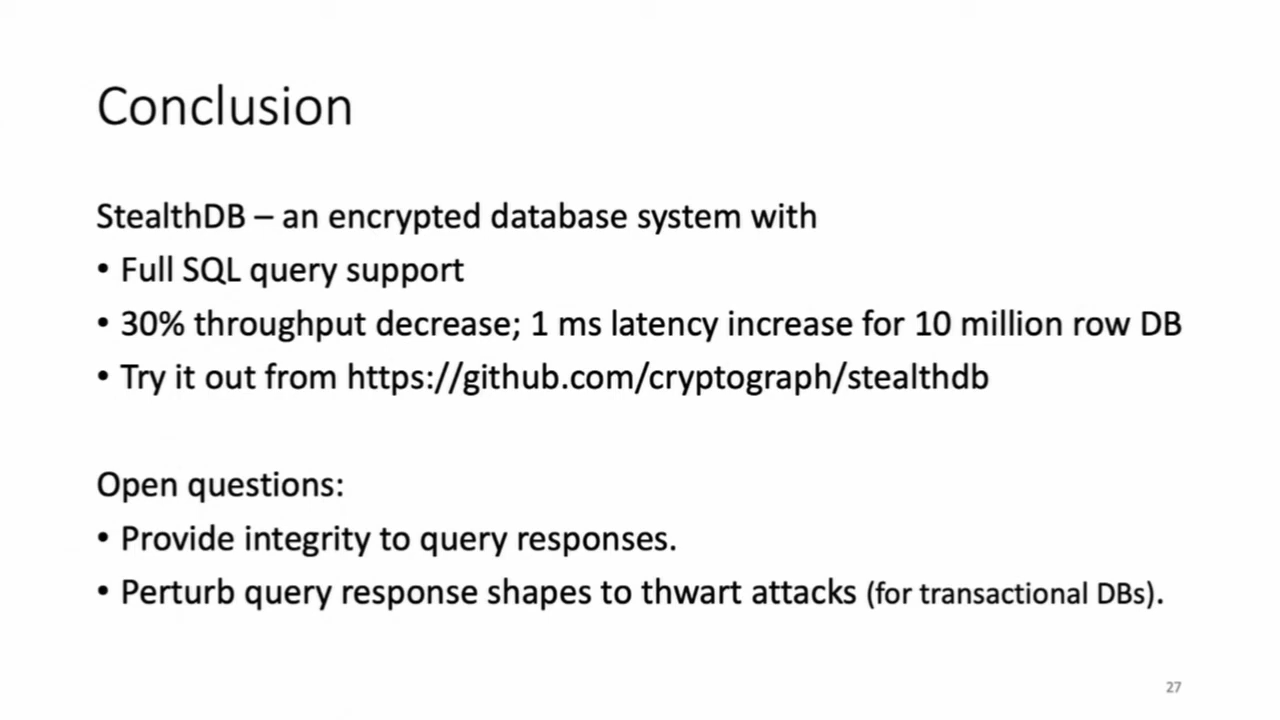 Conclusion
StealthDB – an encrypted database system with
• Full SQL query support
• 30% throughput decrease; 1 ms latency increase for 10 million row DB
• Try it out from https://github.com/cryptograph/stealthdb
Open questions:
• Provide integrity to query responses.
• Perturb query response shapes to thwart attacks (for transactional DBs).
27